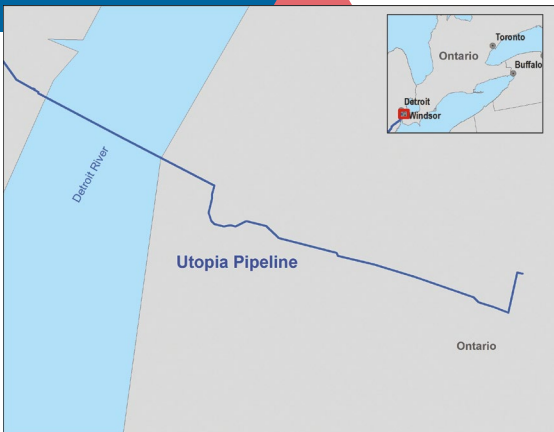 Toronto
Ontario
Buffalo
Detroit
Windsor
Detroit River
Utopia Pipeline
Ontario